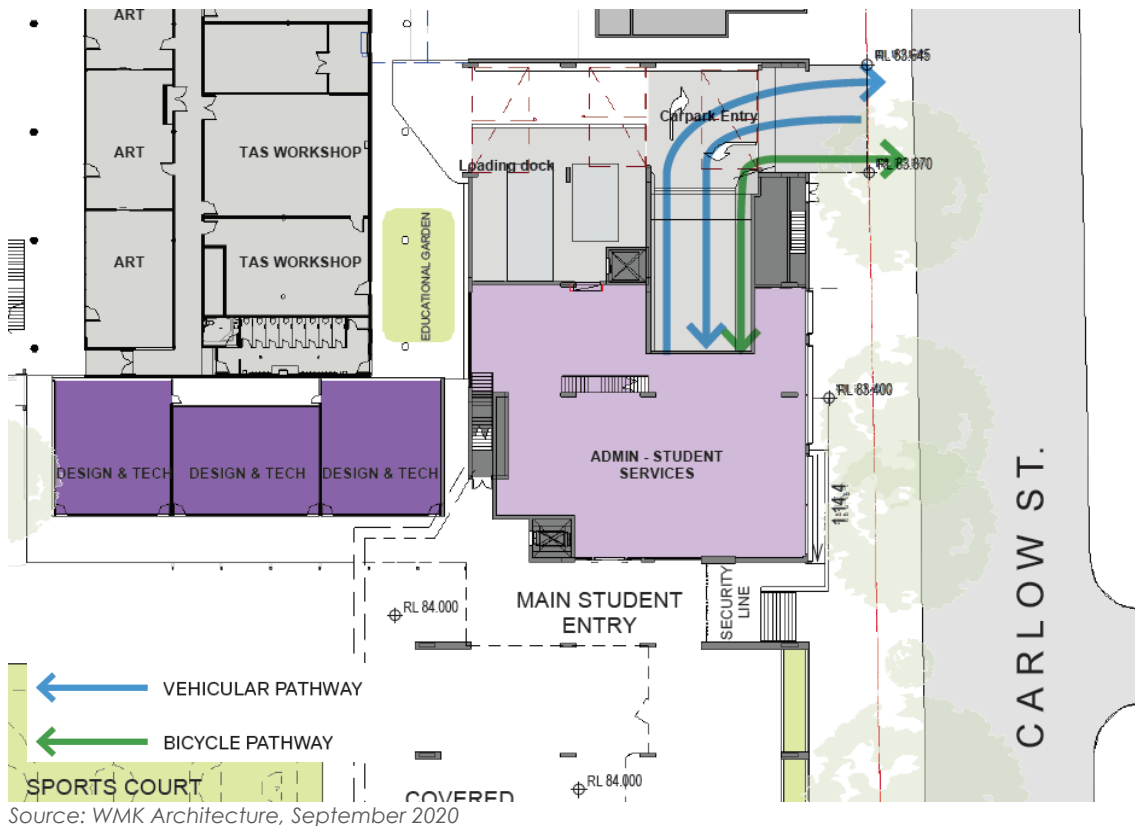 ART
RL 83.645
Carpark Entry
ART
TAS WORKSHOP
Loading dock
RL 83.870
EDUCATIONAL GARDEN
ART
TAS WORKSHOP
RL 83.400
DESIGN & TECH
DESIGN & TECH
DESIGN & TECH
ADMIN - STUDENT
SERVICES
1:14.4
CARLOW ST.
RL 84.000
MAIN STUDENT
ENTRY
SECURITY
LINE
VEHICULAR PATHWAY
BICYCLE PATHWAY
SPORTS COURT
RL 84.000
COVERED
Source: WMK Architecture, September 2020